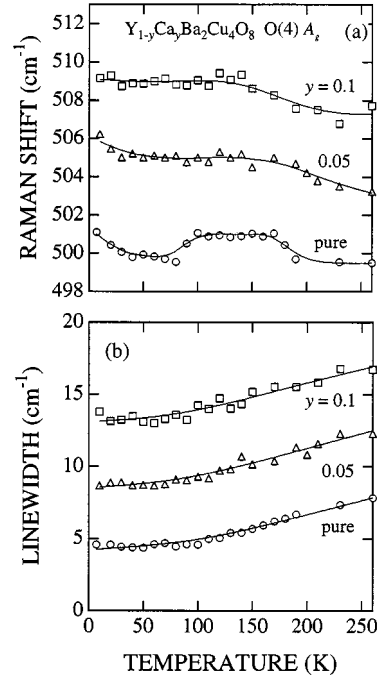 Y1-yCayBa2Cu4O8 O(4) Ag (a)
RAMAN SHIFT (cm-1)
510
508
506
504
502
500
498
y = 0.1
0.05
pure
(b)
LINEWIDTH (cm-1)
20
15
10
5
0
y = 0.1
0.05
pure
0 50 100 150 200 250
TEMPERATURE (K)